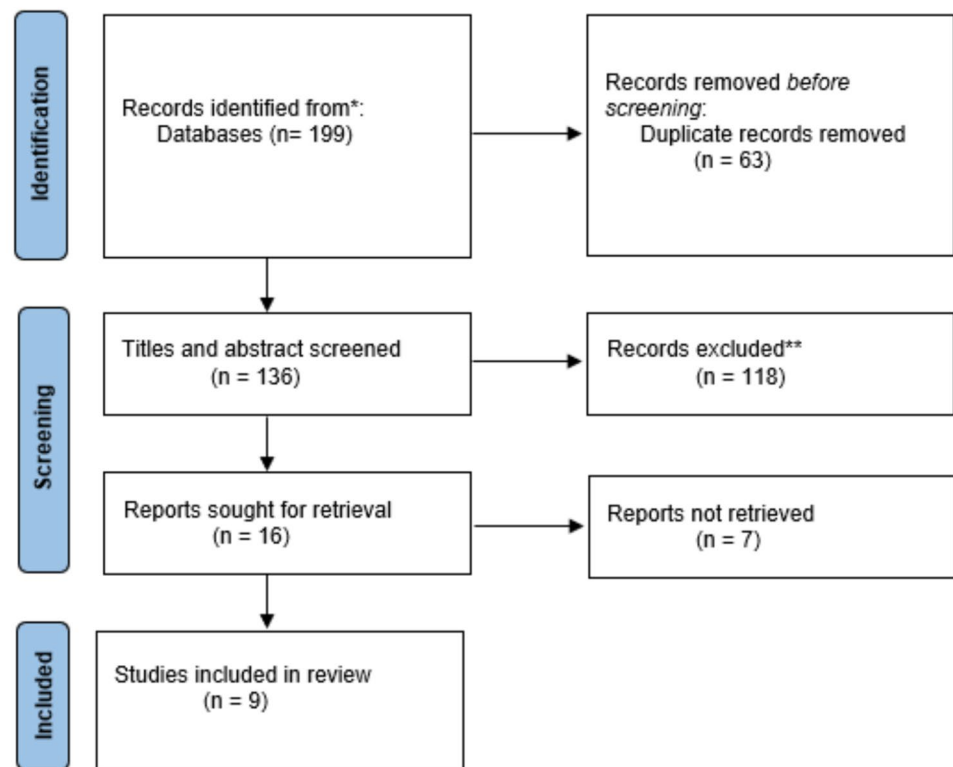 Identification
Records identified from*:
Databases (n= 199)
Records removed before
screening:
Duplicate records removed
(n = 63)
Screening
Titles and abstract screened
(n = 136)
Records excluded**
(n = 118)
Reports sought for retrieval
(n = 16)
Reports not retrieved
(n = 7)
Included
Studies included in review
(n = 9)